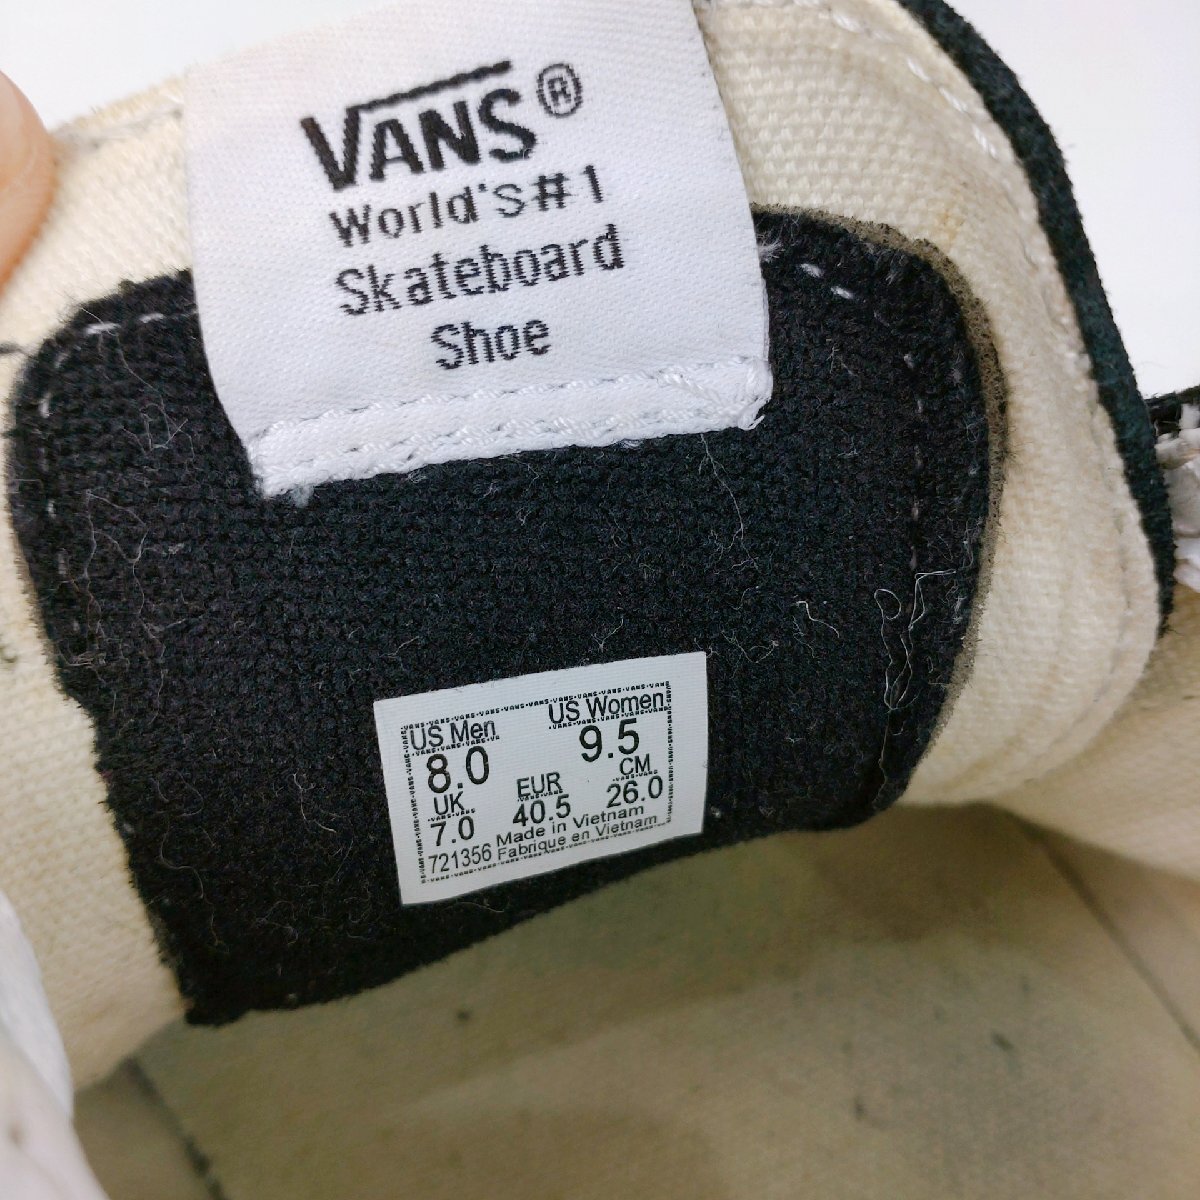 VANS®
World's #1
Skateboard
Shoe
US Men US Women
8.0 9.5
UK EUR CM
7.0 40.5 26.0
Made in Vietnam
721356 Fabrique en Vietnam